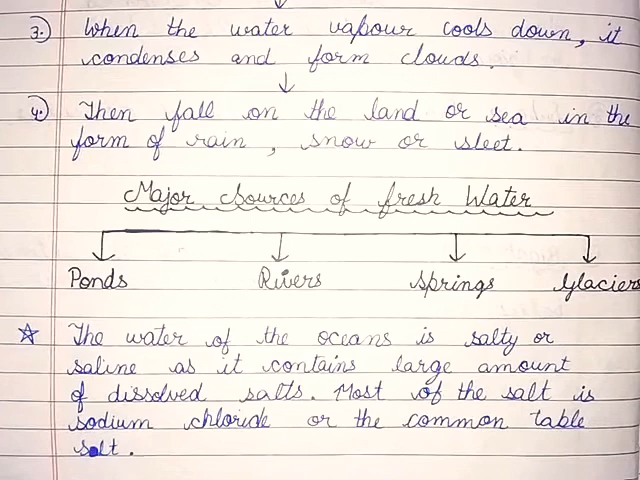 3. When the water vapour cools down, it
condenses and form clouds.
4. Then fall on the land or sea in the
form of rain, snow or sleet.
Major Sources of fresh Water
Ponds Rivers Springs Glaciers
The water of the oceans is salty or
saline as it contains large amount
of dissolved salts. Most of the salt is
sodium chloride or the common table
salt.